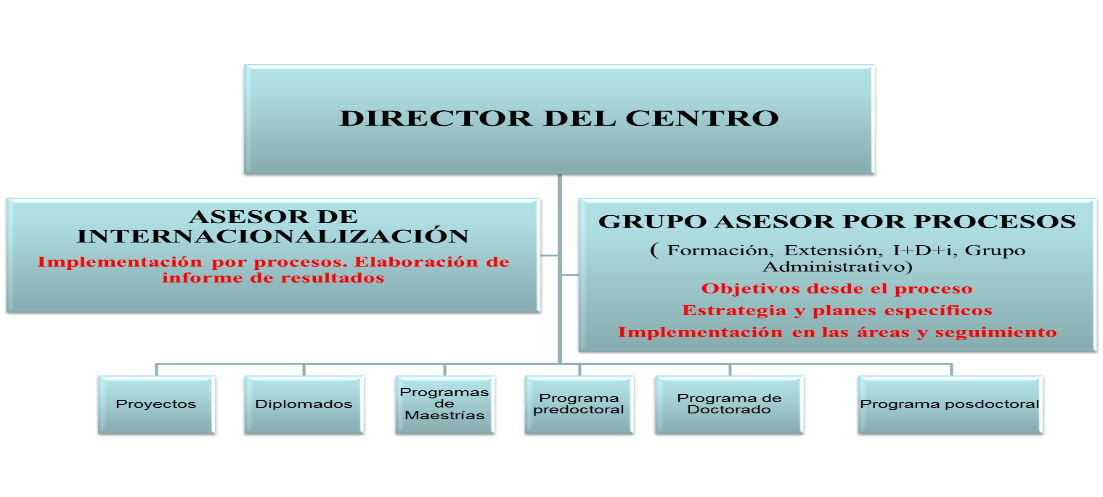 DIRECTOR DEL CENTRO
ASESOR DE
INTERNACIONALIZACIÓN
Implementación por procesos. Elaboración de
informe de resultados
GRUPO ASESOR POR PROCESOS
( Formación, Extensión, I+D+i, Grupo
Administrativo)
Objetivos desde el proceso
Estrategia y planes específicos
Implementación en las áreas y seguimiento
Proyectos
Diplomados
Programas
de
Maestrías
Programa
predoctoral
Programa de
Doctorado
Programa posdoctoral